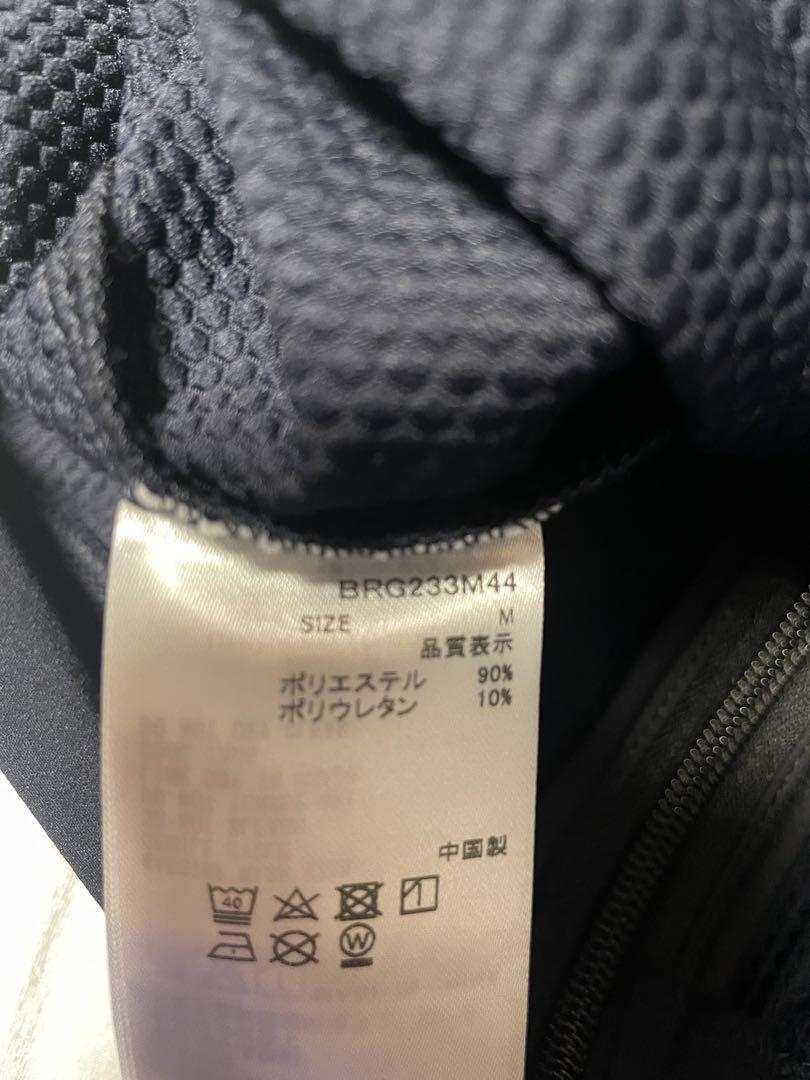 BRG233M44
SIZE M
品質表示
ポリエステル 90%
ポリウレタン 10%
中国製
40
W